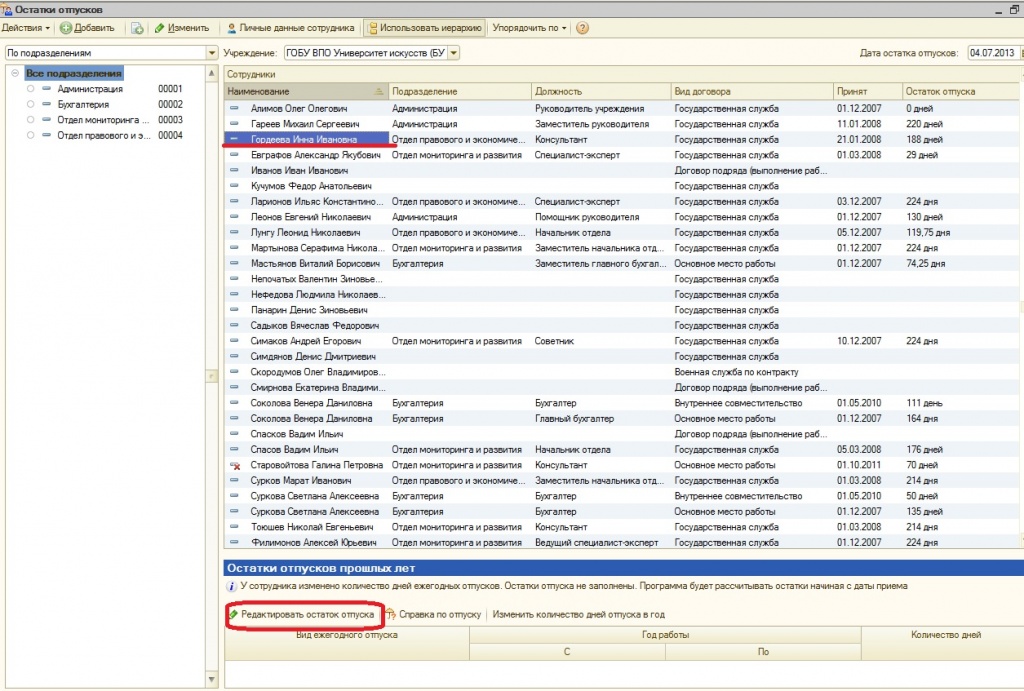 Остатки отпусков
Действия Добавить Изменить Личные данные сотрудника Использовать иерархию Упорядочить по
По подразделениям Учреждение: ГОБУ ВПО Университет искусств (БУ Дата остатка отпусков: 04.07.2013
Все подразделения
Администрация 00001
Бухгалтерия 00002
Отдел мониторинга ... 00003
Отдел правового и э... 00004
Сотрудники
Наименование Подразделение Должность Вид договора Принят Остаток отпуска
Алимов Олег Олегович Администрация Руководитель учреждения Государственная служба 01.12.2007 0 дней
Гареев Михаил Сергеевич Администрация Заместитель руководителя Государственная служба 11.01.2008 220 дней
Гордеева Инна Ивановна Отдел правового и экономиче... Консультант Государственная служба 21.01.2008 188 дней
Евграфов Александр Якубович Отдел мониторинга и развития Специалист-эксперт Государственная служба 01.03.2008 29 дней
Иванов Иван Иванович Договор подряда (выполнение раб...
Кучумов Федор Анатольевич Государственная служба
Ларионов Ильяс Константино... Отдел правового и экономиче... Специалист-эксперт Государственная служба 03.12.2007 224 дня
Леонов Евгений Николаевич Администрация Помощник руководителя Государственная служба 01.12.2007 130 дней
Лунгу Леонид Николаевич Отдел правового и экономиче... Начальник отдела Государственная служба 05.12.2007 119,75 дня
Мартынова Серафима Никола... Отдел мониторинга и развития Заместитель начальника отд... Государственная служба 01.12.2007 224 дня
Мастьянов Виталий Борисович Бухгалтерия Заместитель главного бухгал... Основное место работы 01.12.2007 74,25 дня
Непочатых Валентин Зиновье... Государственная служба
Нефедова Людмила Николаев... Государственная служба
Панарин Денис Зиновьевич Государственная служба
Садыков Вячеслав Федорович Государственная служба
Симаков Андрей Егорович Отдел мониторинга и развития Советник Государственная служба 10.12.2007 224 дня
Симдянов Денис Дмитриевич Государственная служба
Скородумов Олег Владимиров... Военная служба по контракту
Смирнова Екатерина Владими... Договор подряда (выполнение раб...
Соколова Венера Даниловна Бухгалтерия Бухгалтер Внутреннее совместительство 01.05.2010 111 день
Соколова Венера Даниловна Бухгалтерия Главный бухгалтер Основное место работы 01.12.2007 164 дня
Спасков Вадим Ильич Договор подряда (выполнение раб...
Спасов Вадим Ильич Отдел мониторинга и развития Начальник отдела Государственная служба 05.03.2008 176 дней
Старовойтова Галина Петровна Отдел мониторинга и развития Консультант Основное место работы 01.10.2011 70 дней
Сурков Марат Иванович Отдел правового и экономиче... Заместитель начальника отд... Государственная служба 01.03.2008 214 дня
Суркова Светлана Алексеевна Бухгалтерия Бухгалтер Внутреннее совместительство 01.05.2010 50 дней
Суркова Светлана Алексеевна Бухгалтерия Бухгалтер Основное место работы 01.12.2007 135 дней
Тоюшев Николай Евгеньевич Отдел мониторинга и развития Консультант Государственная служба 01.03.2008 214 дня
Филимонов Алексей Юрьевич Отдел мониторинга и развития Ведущий специалист-эксперт Государственная служба 01.12.2007 224 дня
Остатки отпусков прошлых лет
У сотрудника изменено количество дней ежегодных отпусков. Остатки отпуска не заполнены. Программа будет рассчитывать остатки начиная с даты приема
Редактировать остаток отпуска Справка по отпуску Изменить количество дней отпуска в год
Вид ежегодного отпуска Год работы Количество дней
С По